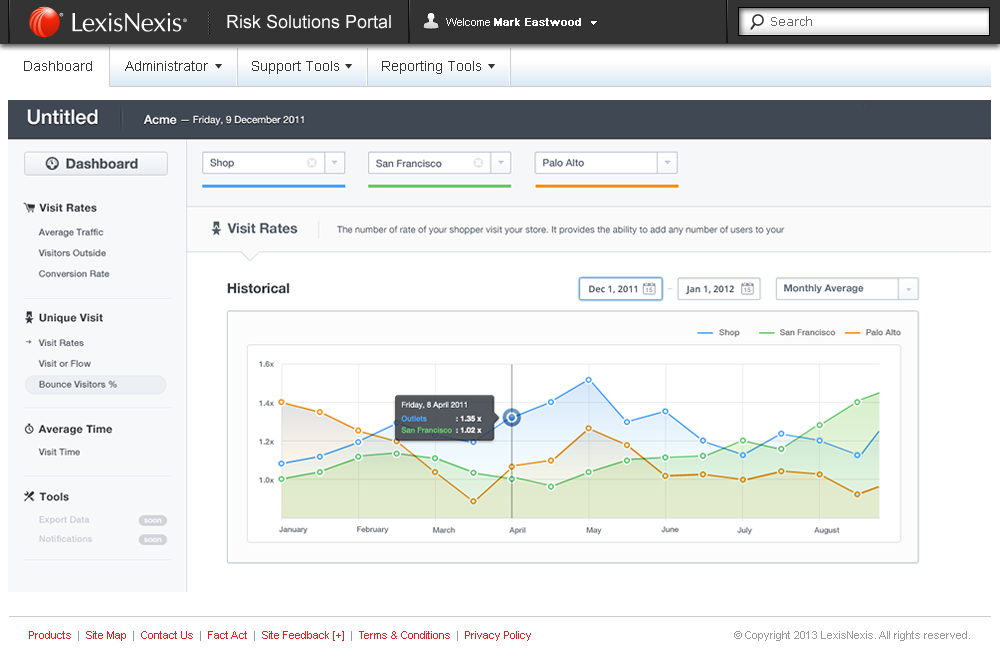 LexisNexis® Risk Solutions Portal Welcome Mark Eastwood Search
Dashboard Administrator Support Tools Reporting Tools
Untitled Acme — Friday, 9 December 2011
Dashboard
Visit Rates
Average Traffic
Visitors Outside
Conversion Rate
Unique Visit
Visit Rates
Visit or Flow
Bounce Visitors %
Average Time
Visit Time
Tools
Export Data soon
Notifications soon
Shop San Francisco Palo Alto
Visit Rates The number of rate of your shopper visit your store. It provides the ability to add any number of users to your
Historical Dec 1, 2011 15 - Jan 1, 2012 15 Monthly Average
Shop San Francisco Palo Alto
1.6x
1.4x
1.2x
1.0x
Friday, 8 April 2011
Outlets : 1.35 x
San Francisco : 1.02 x
January February March April May June July August
Products | Site Map | Contact Us | Fact Act | Site Feedback [+] | Terms & Conditions | Privacy Policy © Copyright 2013 LexisNexis. All rights reserved.